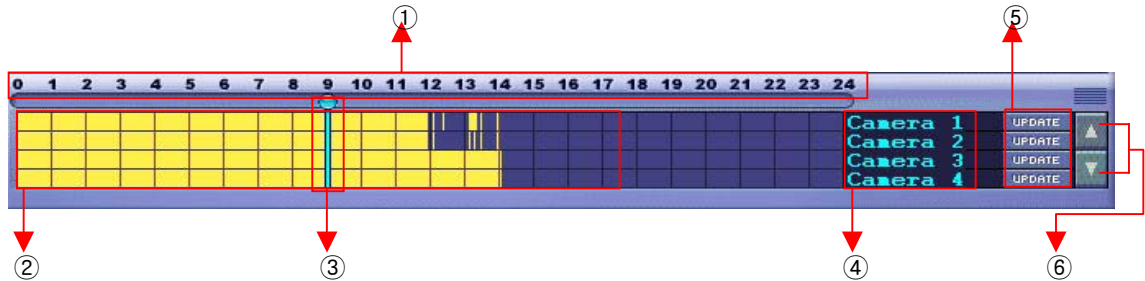 ① ⑤
0 1 2 3 4 5 6 7 8 9 10 11 12 13 14 15 16 17 18 19 20 21 22 23 24
Camera 1 UPDATE
Camera 2 UPDATE
Camera 3 UPDATE
Camera 4 UPDATE
② ③ ④ ⑥